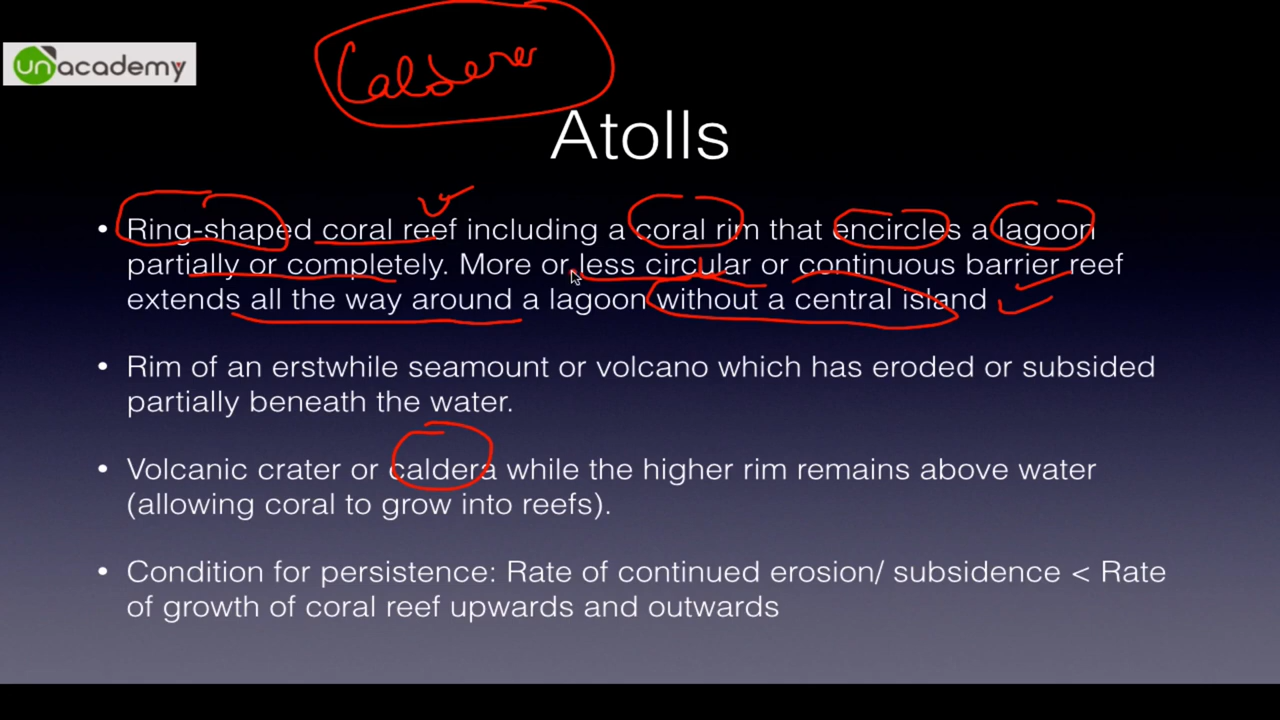 unacademy
Caldera
Atolls
• Ring-shaped coral reef including a coral rim that encircles a lagoon
partially or completely. More or less circular or continuous barrier reef
extends all the way around a lagoon without a central island
• Rim of an erstwhile seamount or volcano which has eroded or subsided
partially beneath the water.
• Volcanic crater or caldera while the higher rim remains above water
(allowing coral to grow into reefs).
• Condition for persistence: Rate of continued erosion/ subsidence < Rate
of growth of coral reef upwards and outwards